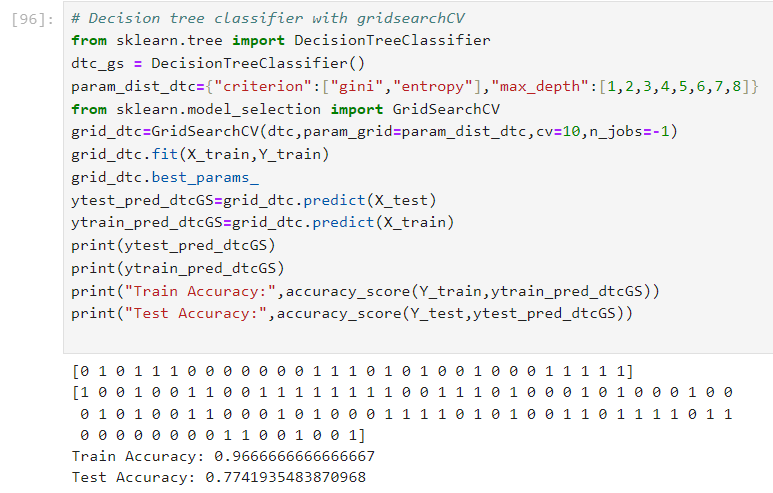 [96]:
# Decision tree classifier with gridsearchCV
from sklearn.tree import DecisionTreeClassifier
dtc_gs = DecisionTreeClassifier()
param_dist_dtc={"criterion":["gini","entropy"],"max_depth":[1,2,3,4,5,6,7,8]}
from sklearn.model_selection import GridSearchCV
grid_dtc=GridSearchCV(dtc,param_grid=param_dist_dtc,cv=10,n_jobs=-1)
grid_dtc.fit(X_train,Y_train)
grid_dtc.best_params_
ytest_pred_dtcGS=grid_dtc.predict(X_test)
ytrain_pred_dtcGS=grid_dtc.predict(X_train)
print(ytest_pred_dtcGS)
print(ytrain_pred_dtcGS)
print("Train Accuracy:",accuracy_score(Y_train,ytrain_pred_dtcGS))
print("Test Accuracy:",accuracy_score(Y_test,ytest_pred_dtcGS))
[0 1 0 1 1 1 0 0 0 0 0 0 0 1 1 1 0 1 0 1 0 0 1 0 0 0 1 1 1 1 1]
[1 0 0 1 0 0 1 1 0 0 1 1 1 1 1 1 1 1 0 0 1 1 1 0 1 0 0 0 1 0 1 0 0 0 1 0 0
0 1 0 1 0 0 1 1 0 0 0 1 0 1 0 0 0 1 1 1 1 0 1 0 1 0 0 1 1 0 1 1 1 1 0 1 1
0 0 0 0 0 0 0 0 1 1 0 0 1 0 0 1]
Train Accuracy: 0.9666666666666667
Test Accuracy: 0.7741935483870968